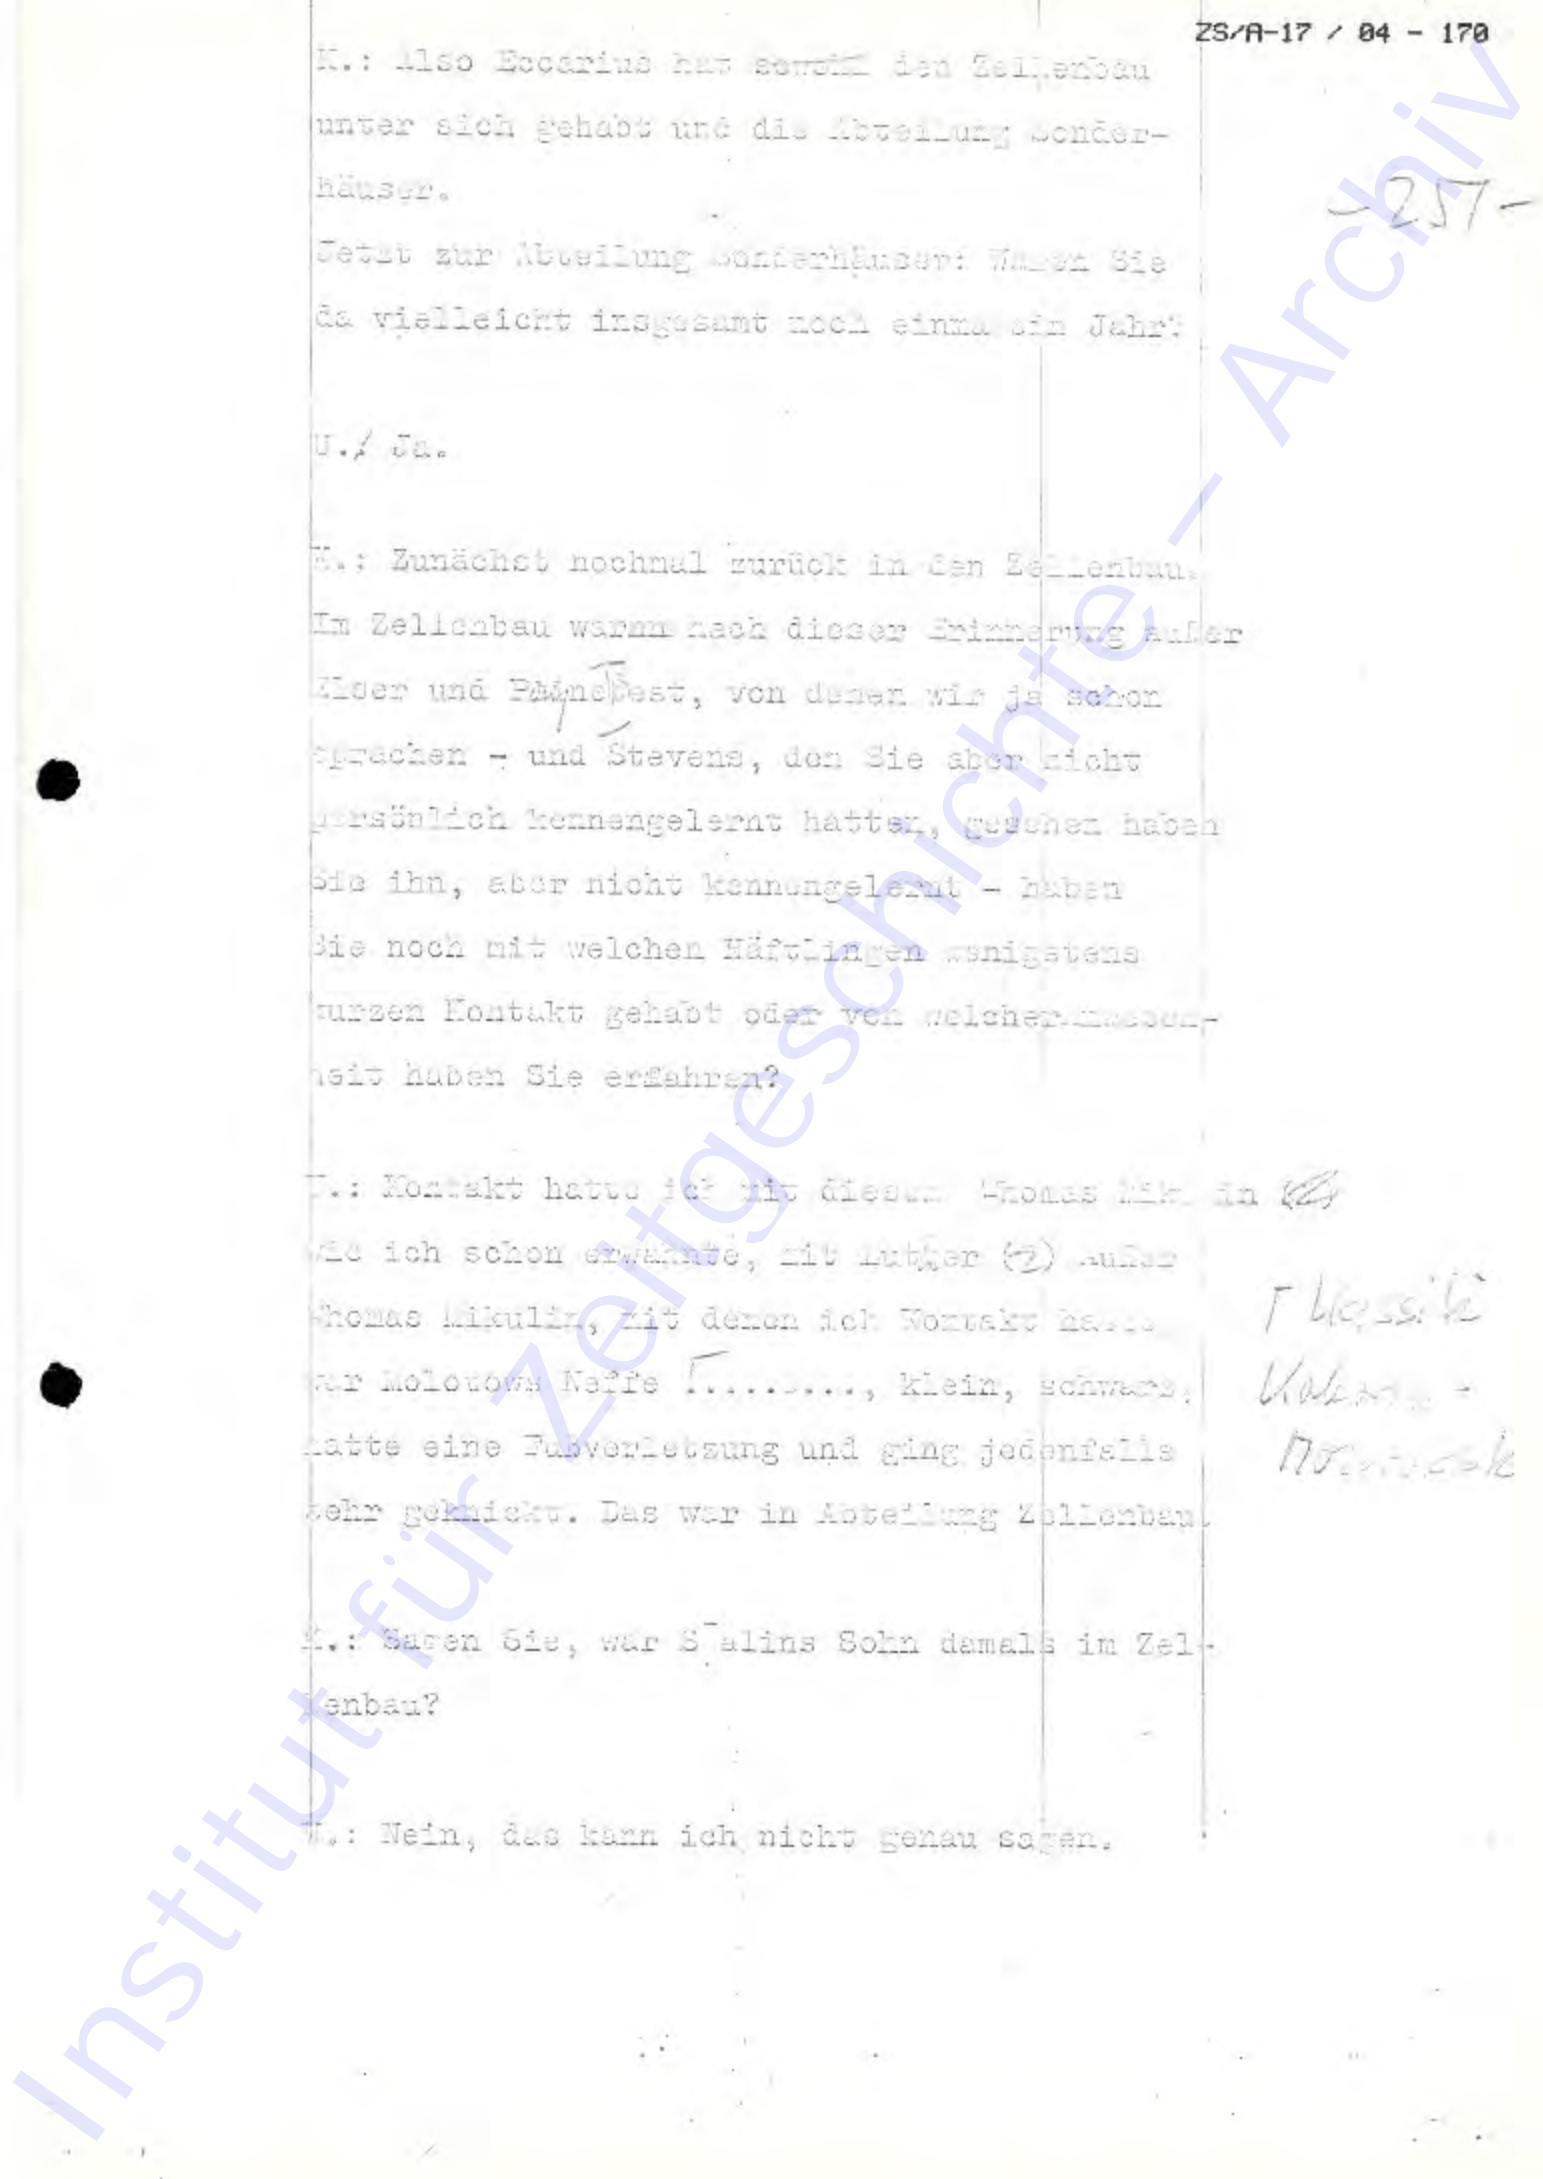 ZS/A-17 / 04 - 170
K.: Also Eccarius hat sowohl den Zellenbau
- 257 -
unter sich gehabt und die Abteilung Sonder-
häuser.
Jetzt zur Abteilung Sonderhäuser: Waren Sie
da vielleicht insgesamt noch einma ein Jahr?
U./ Ja.
K.: Zunächst nochmal zurück in den Zellenbau.
Im Zellenbau waren nach dieser Erinnerung außer
Elser und Payne Best, von denen wir ja schon
sprachen - und Stevens, den Sie aber nicht
persönlich kennengelernt hatten, gesehen haben
Sie ihn, aber nicht kennengelernt - haben
Sie noch mit welchen Häftlingen wenigstens
kurzen Kontakt gehabt oder von welcher Anwesen-
heit haben Sie erfahren?
U.: Kontakt hatte ich mit diesem Thomas
wie ich schon erwähnte, mit Luther (?) Außer
Thomas Mikulin, mit denen ich Kontakt hatte
war Molotows Neffe Γ........., klein, schwarz,
hatte eine Fußverletzung und ging jedenfalls
sehr geknickt. Das war in Abteilung Zellenbau.
Γ Wassili
K.: Sagen Sie, war Stalins Sohn damals im Zel-
lenbau?
U.: Nein, das kann ich nicht genau sagen.
Institut für Zeitgeschichte - Archiv